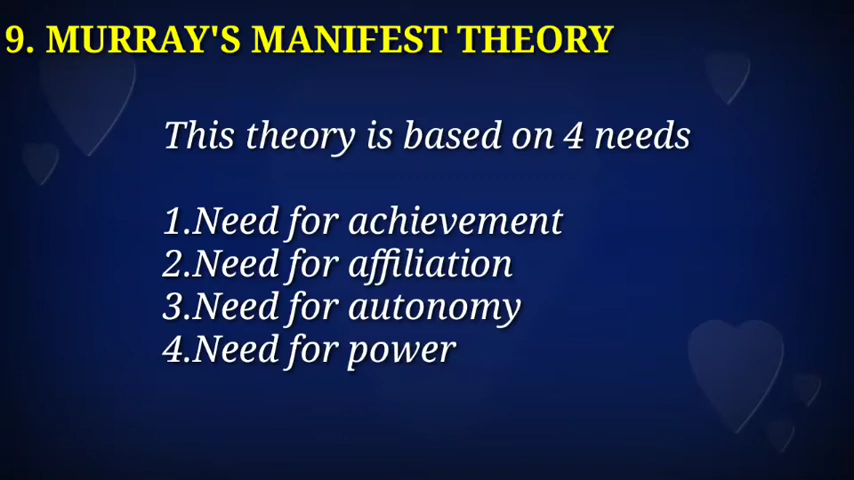 9. MURRAY'S MANIFEST THEORY
This theory is based on 4 needs
1.Need for achievement
2.Need for affiliation
3.Need for autonomy
4.Need for power